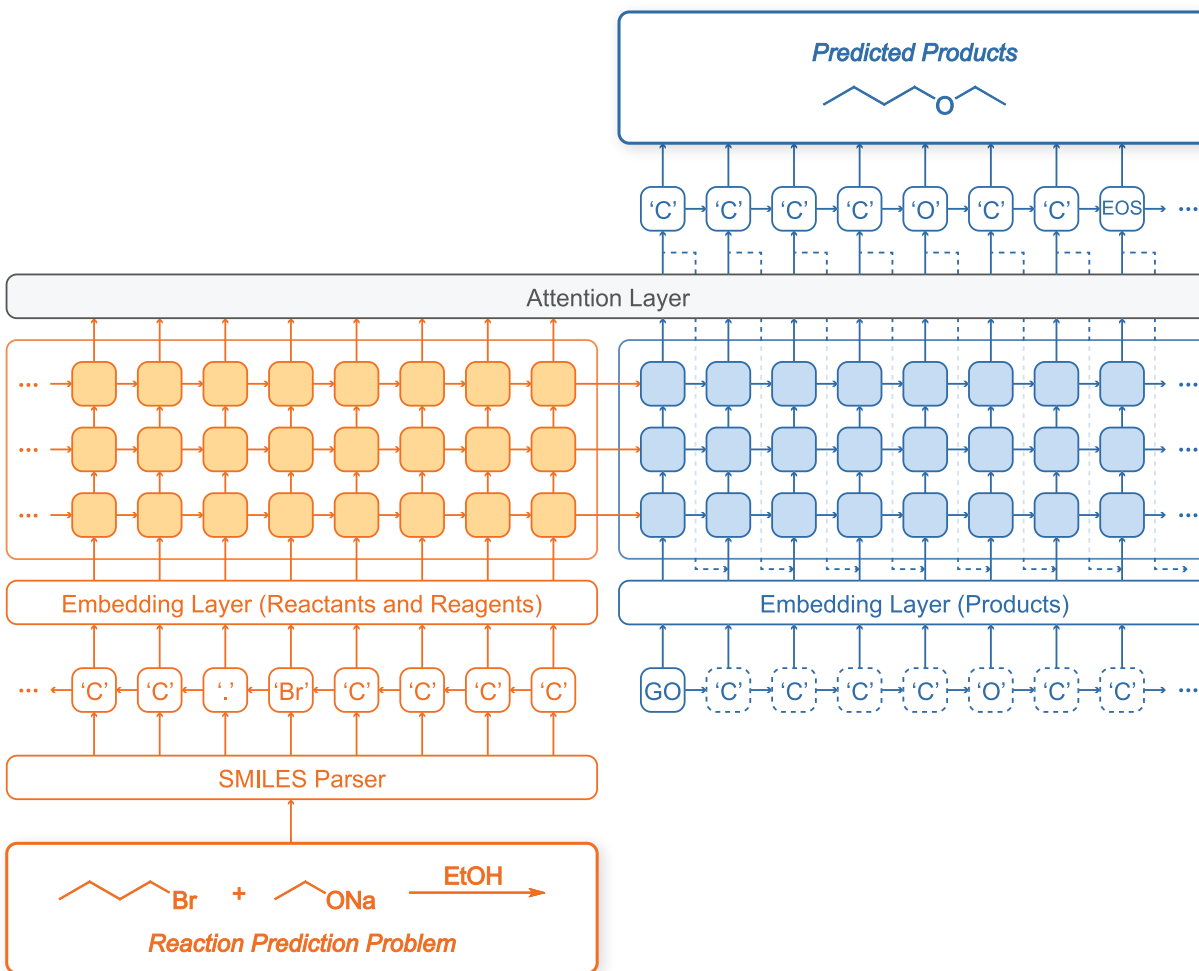 Predicted Products
O
‘C’ ‘C’ ‘C’ ‘C’ ‘O’ ‘C’ ‘C’ EOS ...
Attention Layer
... ...
... ...
... ...
Embedding Layer (Reactants and Reagents) Embedding Layer (Products)
... ‘C’ ‘C’ ‘.’ ‘Br’ ‘C’ ‘C’ ‘C’ ‘C’ GO ‘C’ ‘C’ ‘C’ ‘C’ ‘O’ ‘C’ ‘C’ ...
SMILES Parser
EtOH
Br + ONa
Reaction Prediction Problem